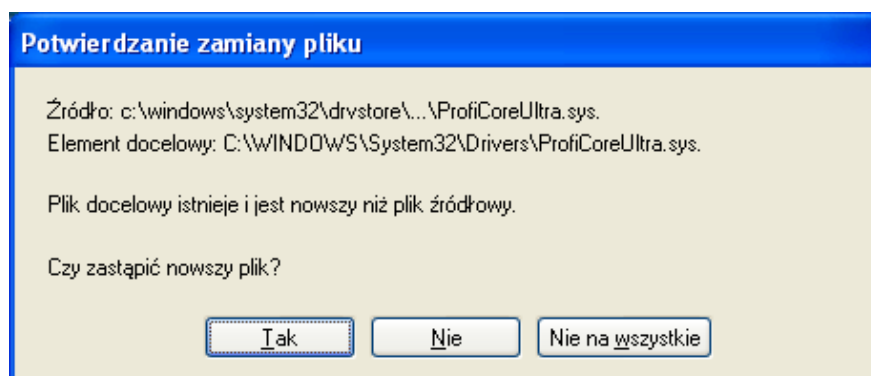 Potwierdzanie zamiany pliku
Źródło: c:\windows\system32\drvstore\...\ProfiCoreUltra.sys.
Element docelowy: C:\WINDOWS\System32\Drivers\ProfiCoreUltra.sys.
Plik docelowy istnieje i jest nowszy niż plik źródłowy.
Czy zastąpić nowszy plik?
Tak Nie Nie na wszystkie